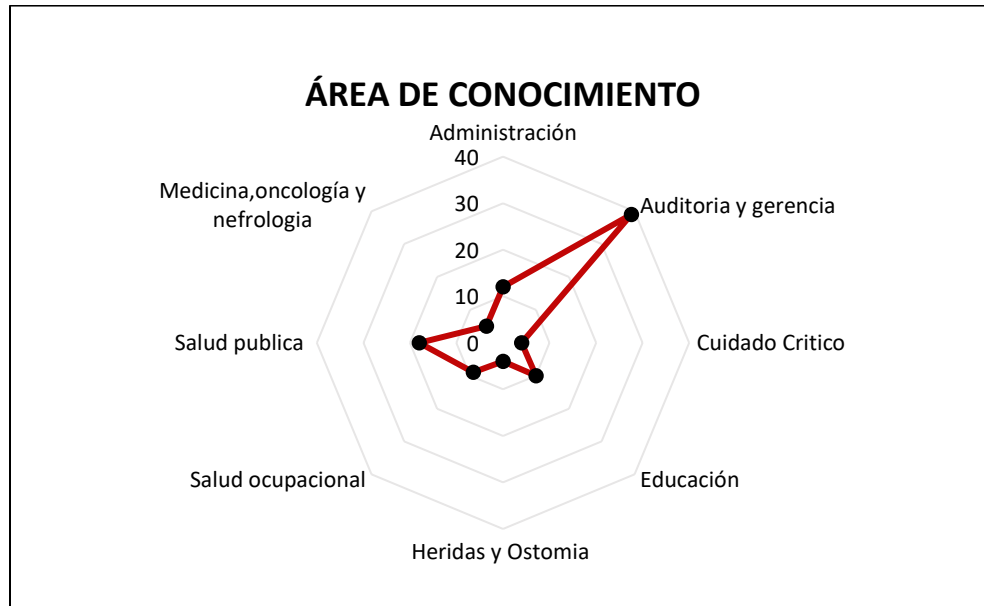 ÁREA DE CONOCIMIENTO
Administración
40
30
20
10
0
Auditoria y gerencia
Cuidado Critico
Educación
Heridas y Ostomia
Salud ocupacional
Salud publica
Medicina,oncología y
nefrologia